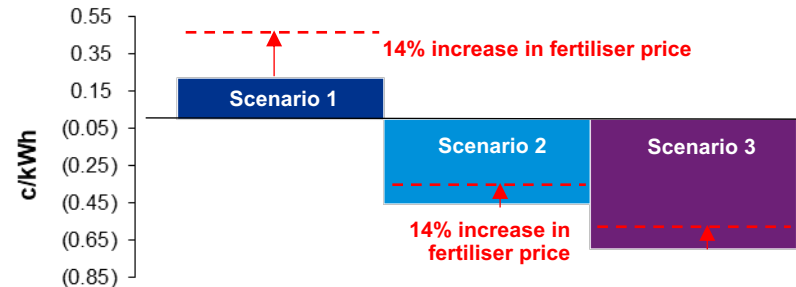 0.55
0.35
14% increase in fertiliser price
0.15
Scenario 1
(0.05)
Scenario 2
Scenario 3
(0.25)
c/kWh
(0.45)
14% increase in
fertiliser price
(0.65)
(0.85)